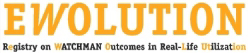 EWOLUTION
Registry on WATCHMAN Outcomes in Real-Life Utilization